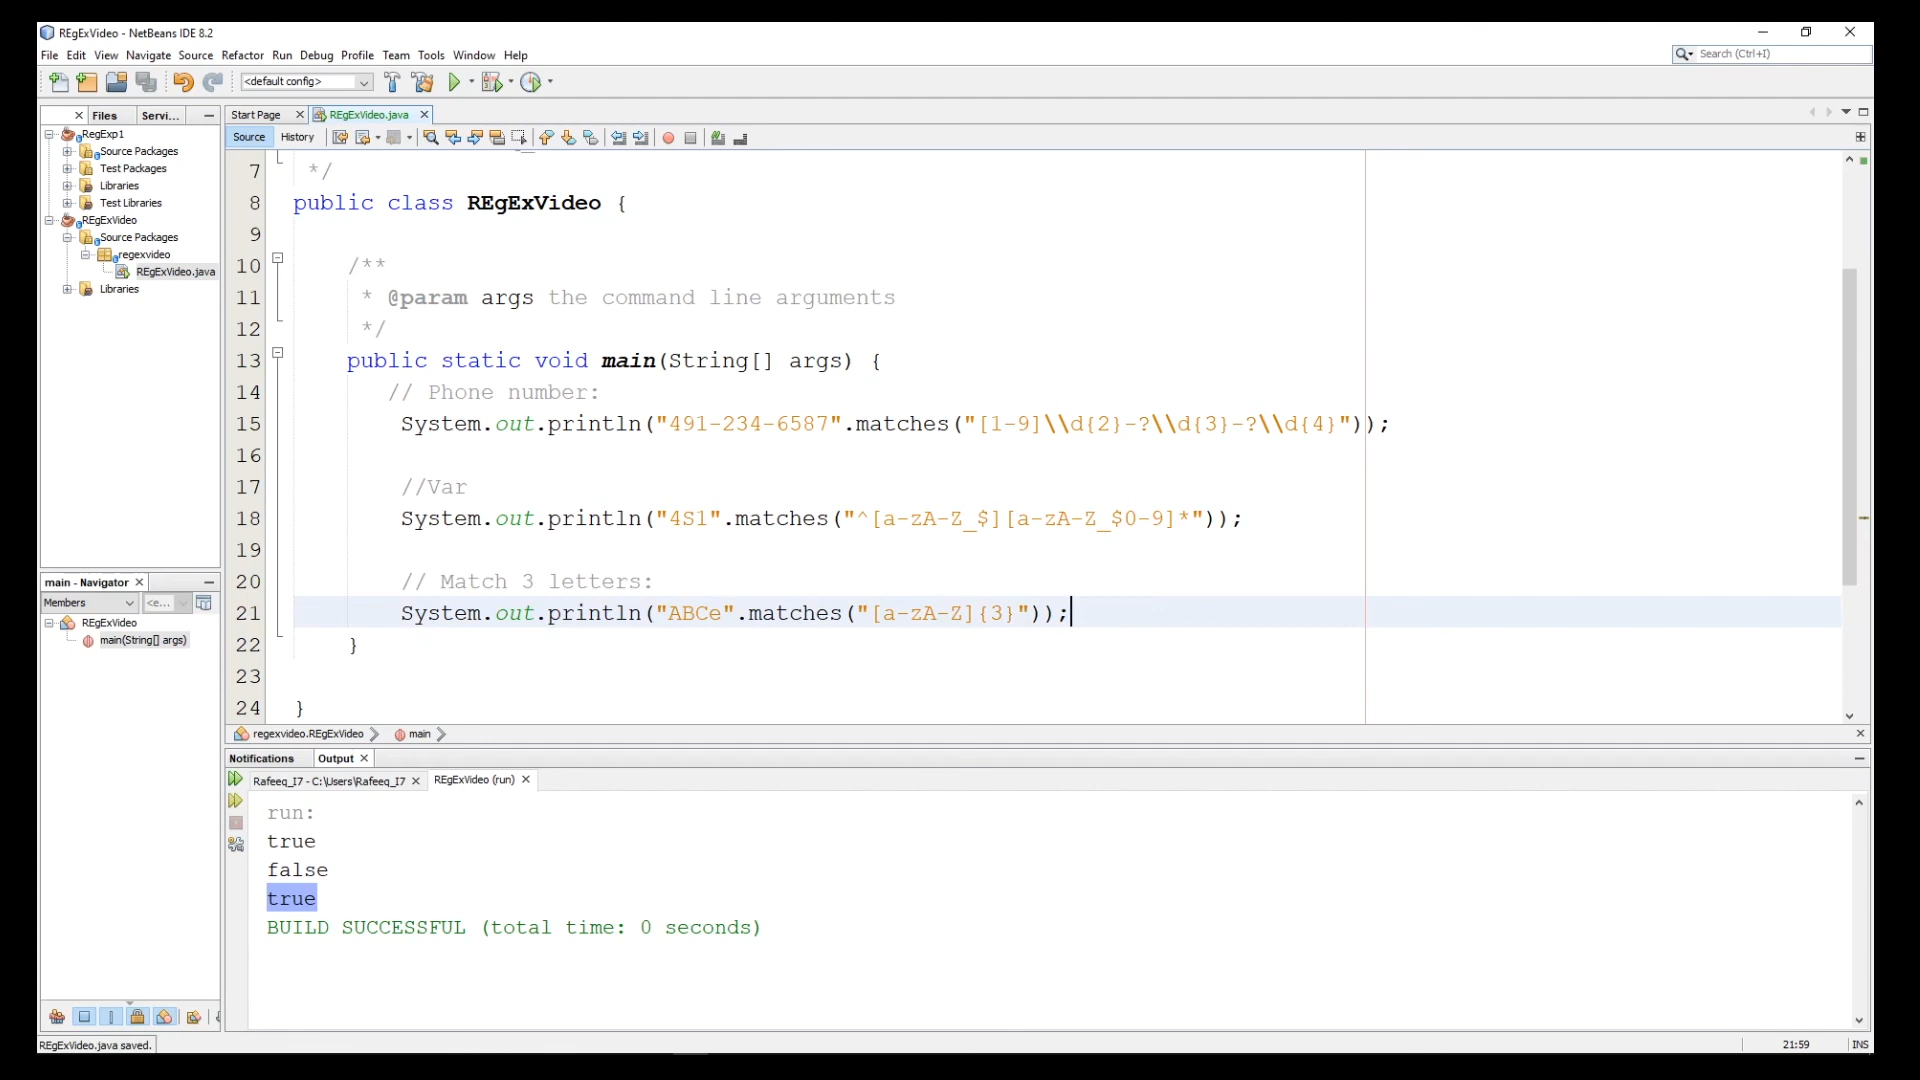 REgExVideo - NetBeans IDE 8.2
File Edit View Navigate Source Refactor Run Debug Profile Team Tools Window Help
Search (Ctrl+I)
<default config>
Files Servi...
Start Page REgExVideo.java
Source History
RegExp1
Source Packages
Test Packages
Libraries
Test Libraries
REgExVideo
Source Packages
regexvideo
REgExVideo.java
Libraries
7 */
8 public class REgExVideo {
9
10 /**
11 * @param args the command line arguments
12 */
13 public static void main(String[] args) {
14 // Phone number:
15 System.out.println("491-234-6587".matches("[1-9]\\d{2}-?\\d{3}-?\\d{4}"));
16
17 //Var
18 System.out.println("4S1".matches("^[a-zA-Z_$][a-zA-Z_$0-9]*"));
19
20 // Match 3 letters:
21 System.out.println("ABCe".matches("[a-zA-Z]{3}"));
22 }
23
24 }
main - Navigator
Members <e...
REgExVideo
main(String[] args)
regexvideo.REgExVideo main
Notifications Output
Rafeeq_I7 - C:\Users\Rafeeq_I7 REgExVideo (run)
run:
true
false
true
BUILD SUCCESSFUL (total time: 0 seconds)
REgExVideo.java saved.
21:59 INS